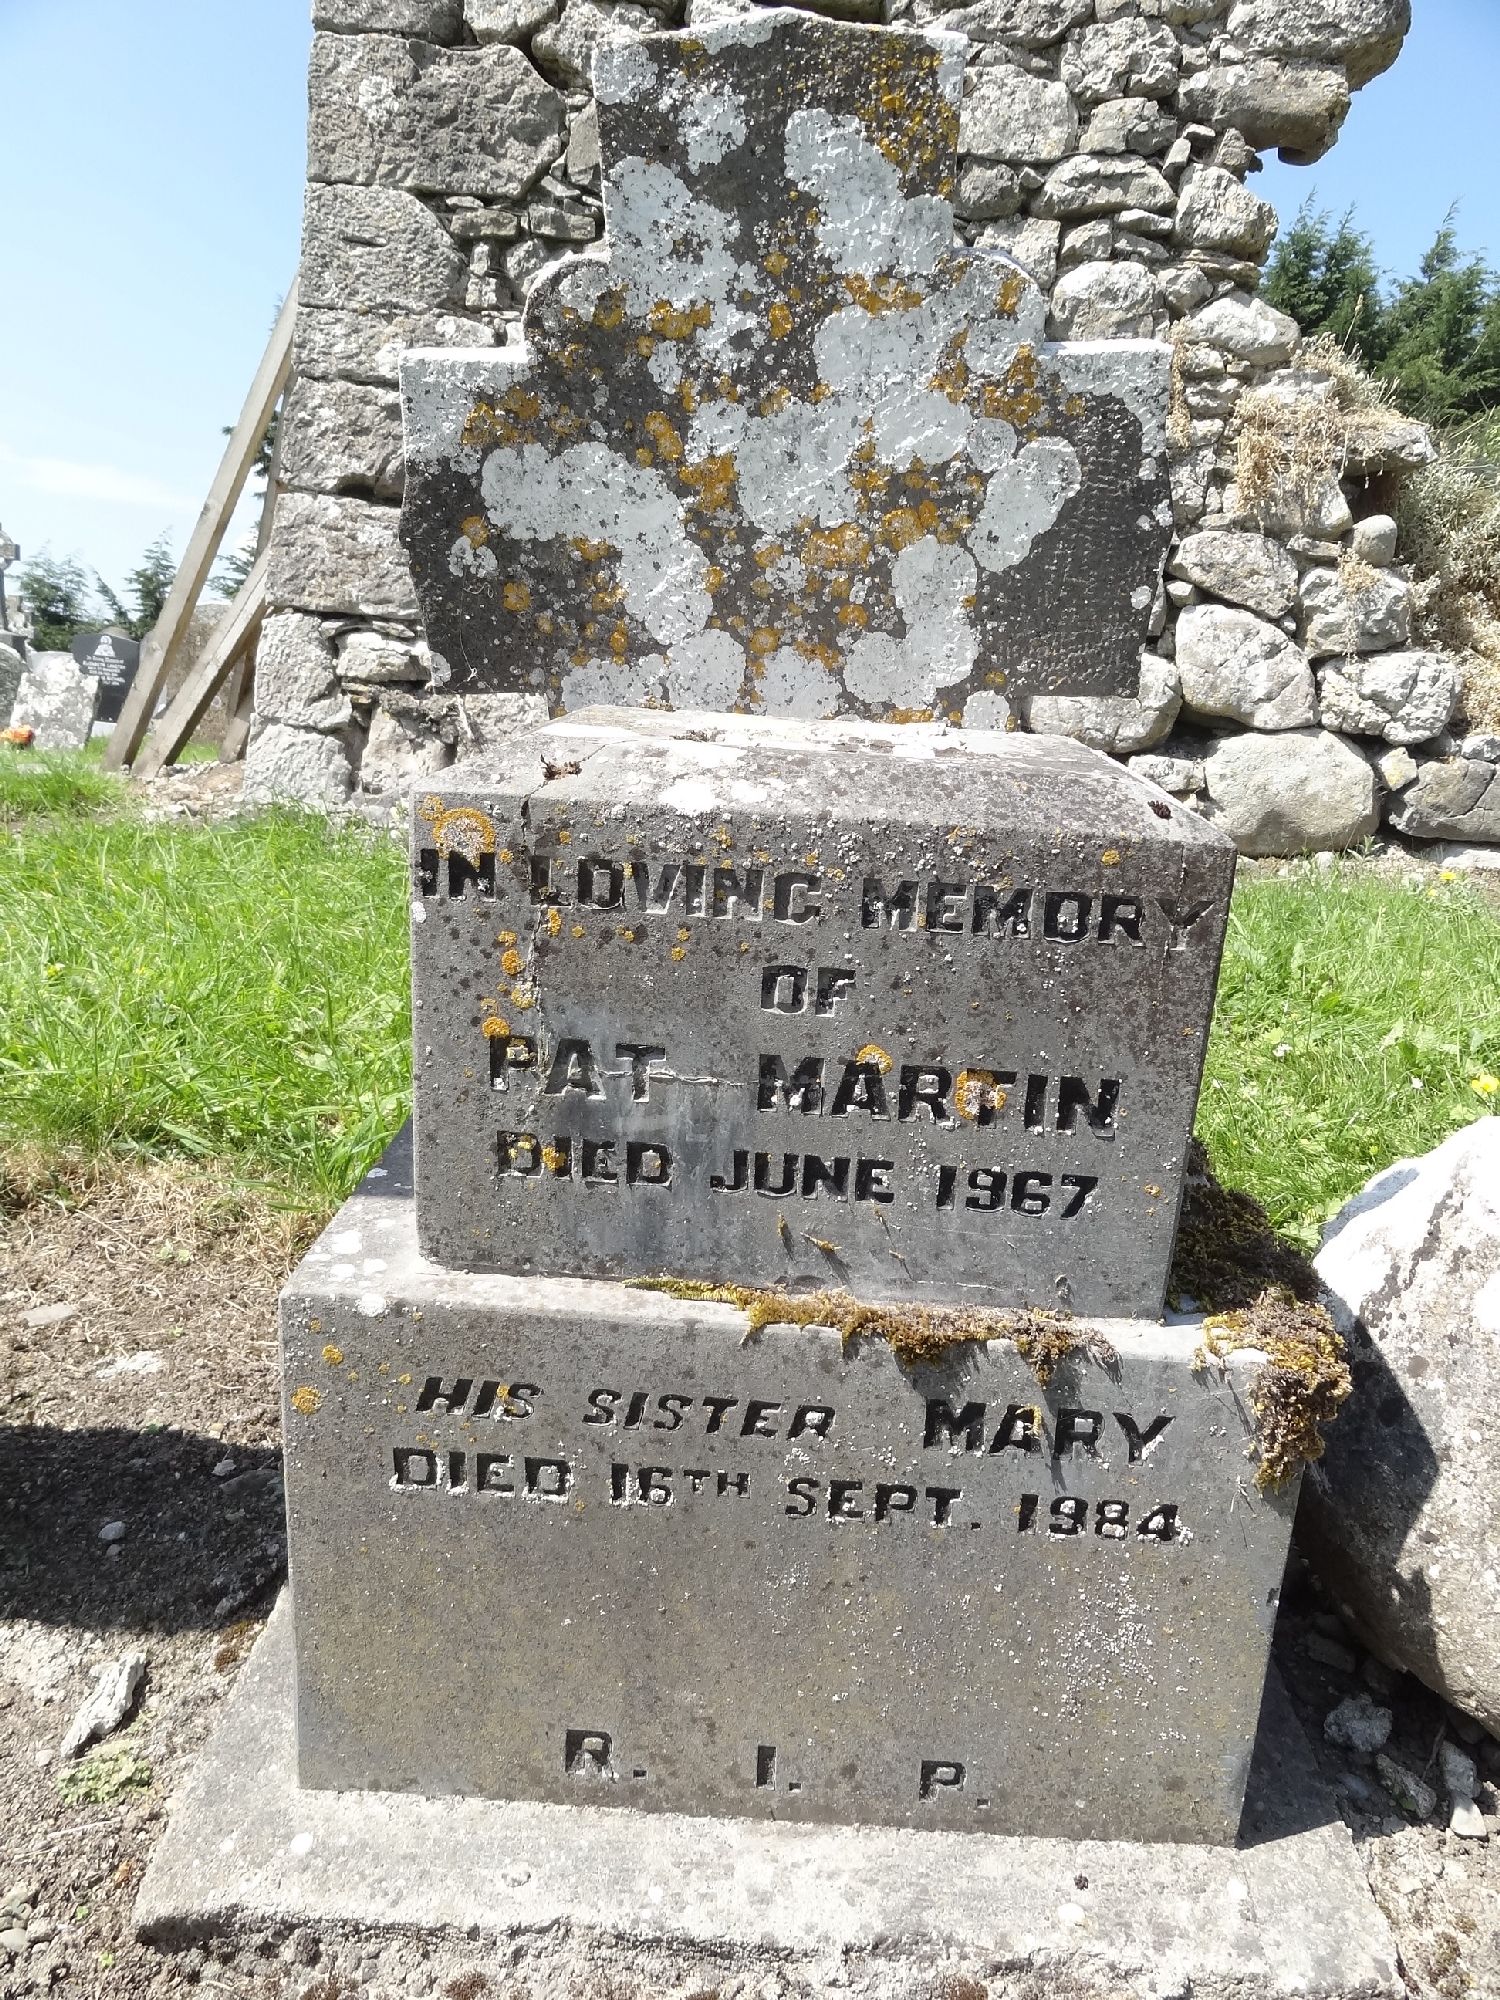 IN LOVING MEMORY
OF
PAT MARTIN
DIED JUNE 1967
HIS SISTER MARY
DIED 16TH SEPT. 1984
R. I. P.